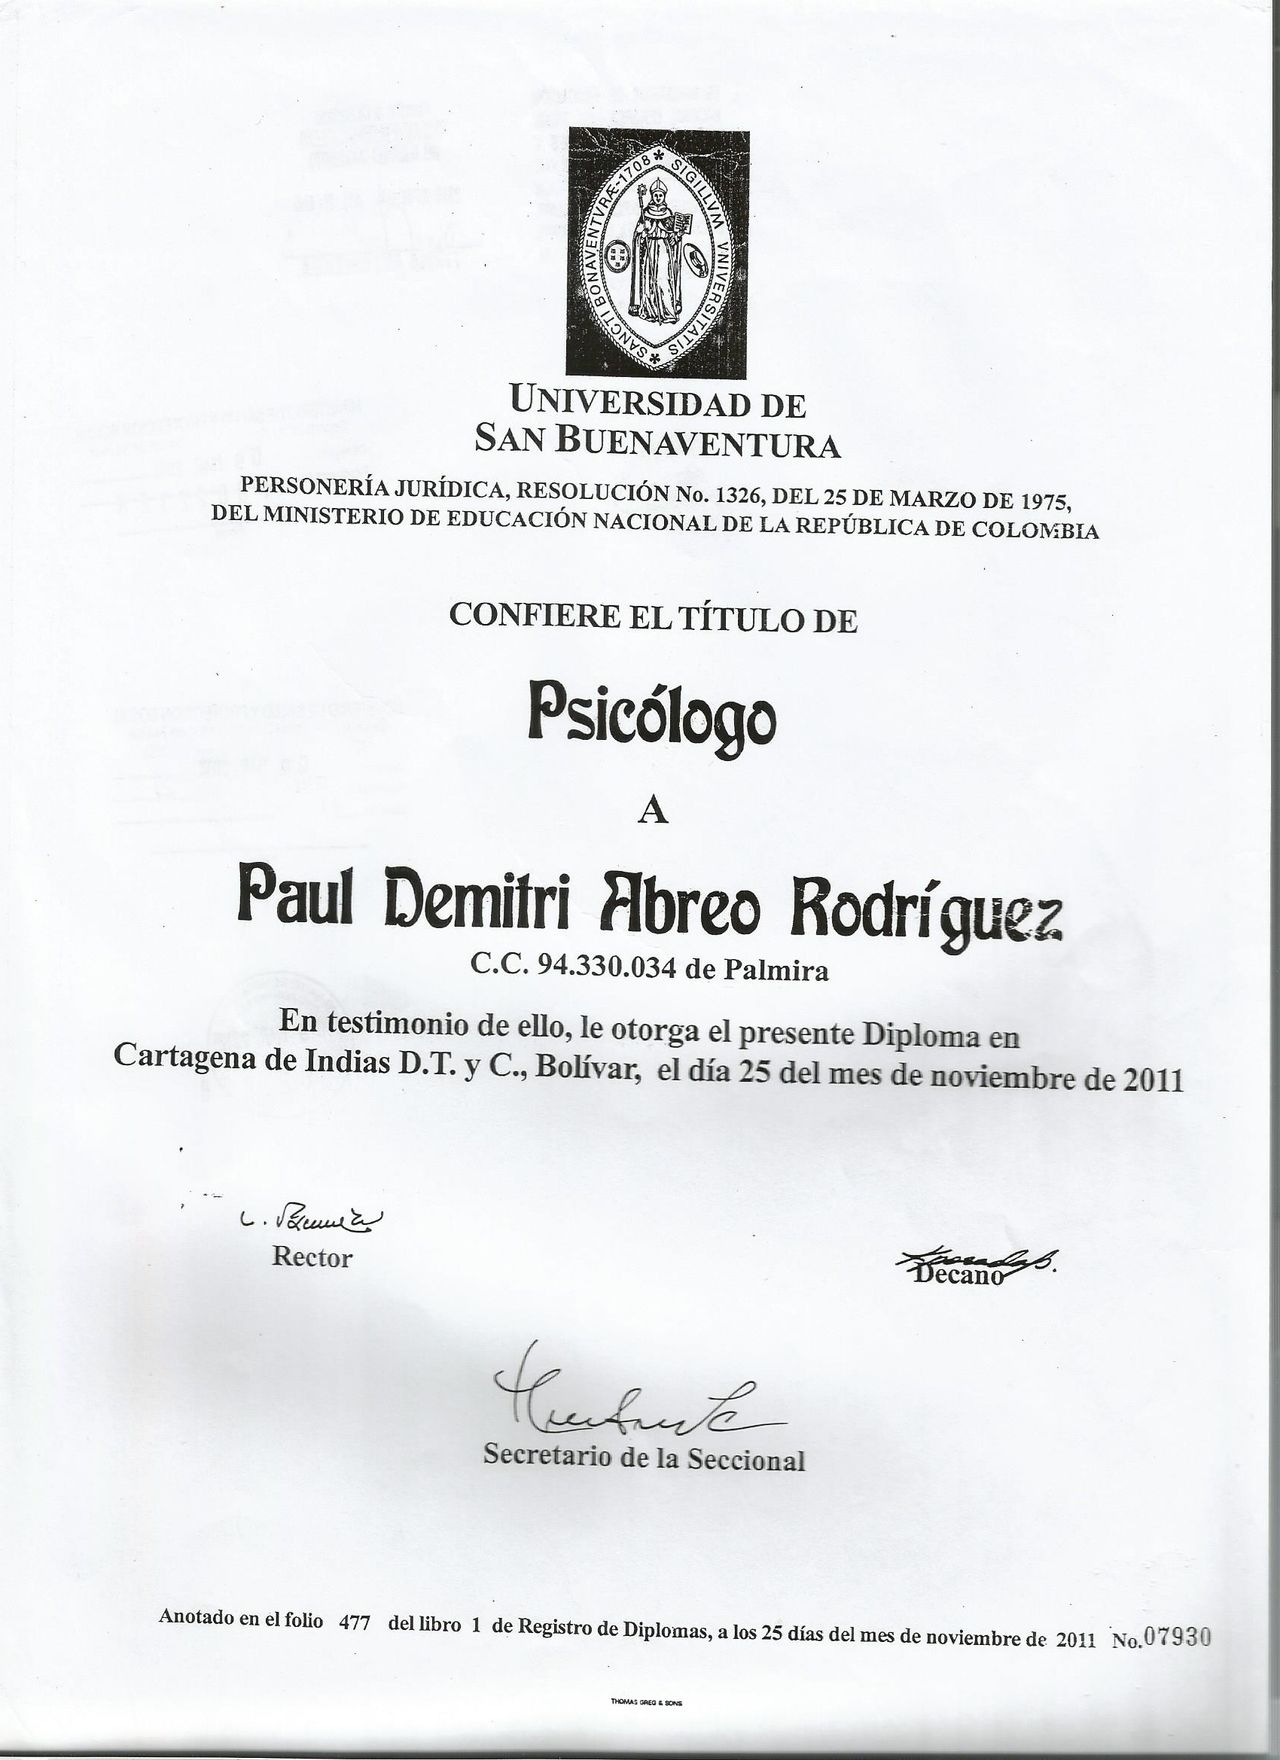 SANCTI BONAVENTVRÆ-1708 * SIGILLVM VNIVERSITATIS *
UNIVERSIDAD DE
SAN BUENAVENTURA
PERSONERÍA JURÍDICA, RESOLUCIÓN No. 1326, DEL 25 DE MARZO DE 1975,
DEL MINISTERIO DE EDUCACIÓN NACIONAL DE LA REPÚBLICA DE COLOMBIA
CONFIERE EL TÍTULO DE
Psicólogo
A
Paul Demitri Abreo Rodríguez
C.C. 94.330.034 de Palmira
En testimonio de ello, le otorga el presente Diploma en
Cartagena de Indias D.T. y C., Bolívar, el día 25 del mes de noviembre de 2011
Rector
Decano
Secretario de la Seccional
Anotado en el folio 477 del libro 1 de Registro de Diplomas, a los 25 días del mes de noviembre de 2011 No.07930
THOMAS GREG & SONS